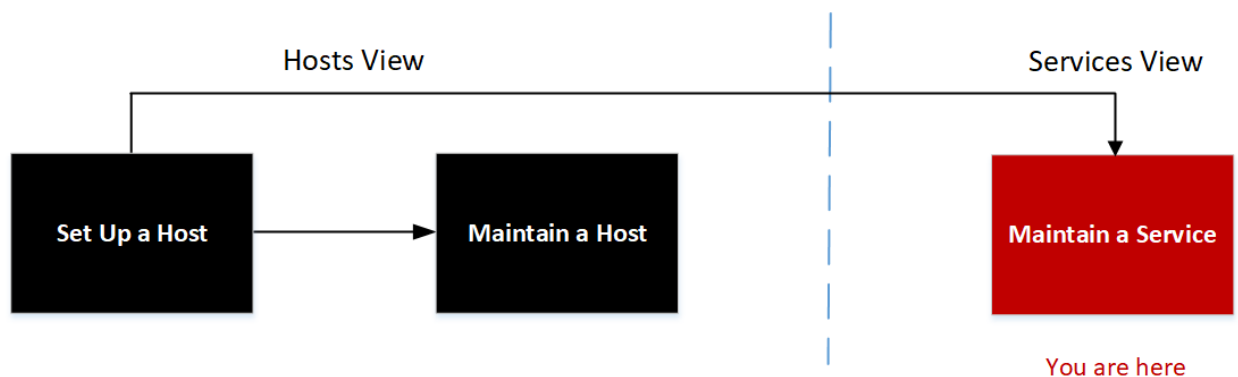 Hosts View
Services View
Set Up a Host
Maintain a Host
Maintain a Service
You are here